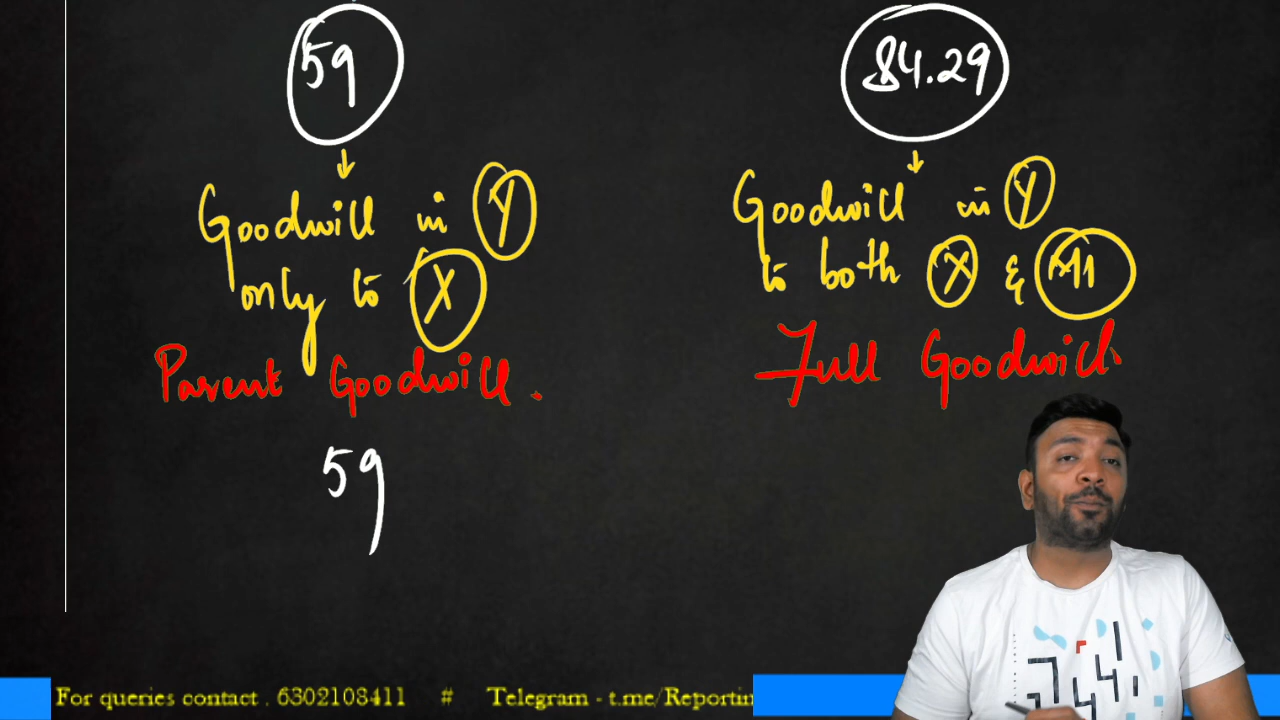 59
↓
Goodwill in Y
only to X
Parent Goodwill.
59
84.29
↓
Goodwill in Y
to both X &
Full Goodwill.
For queries contact . 6302108411 # Telegram - t.me/Reportin